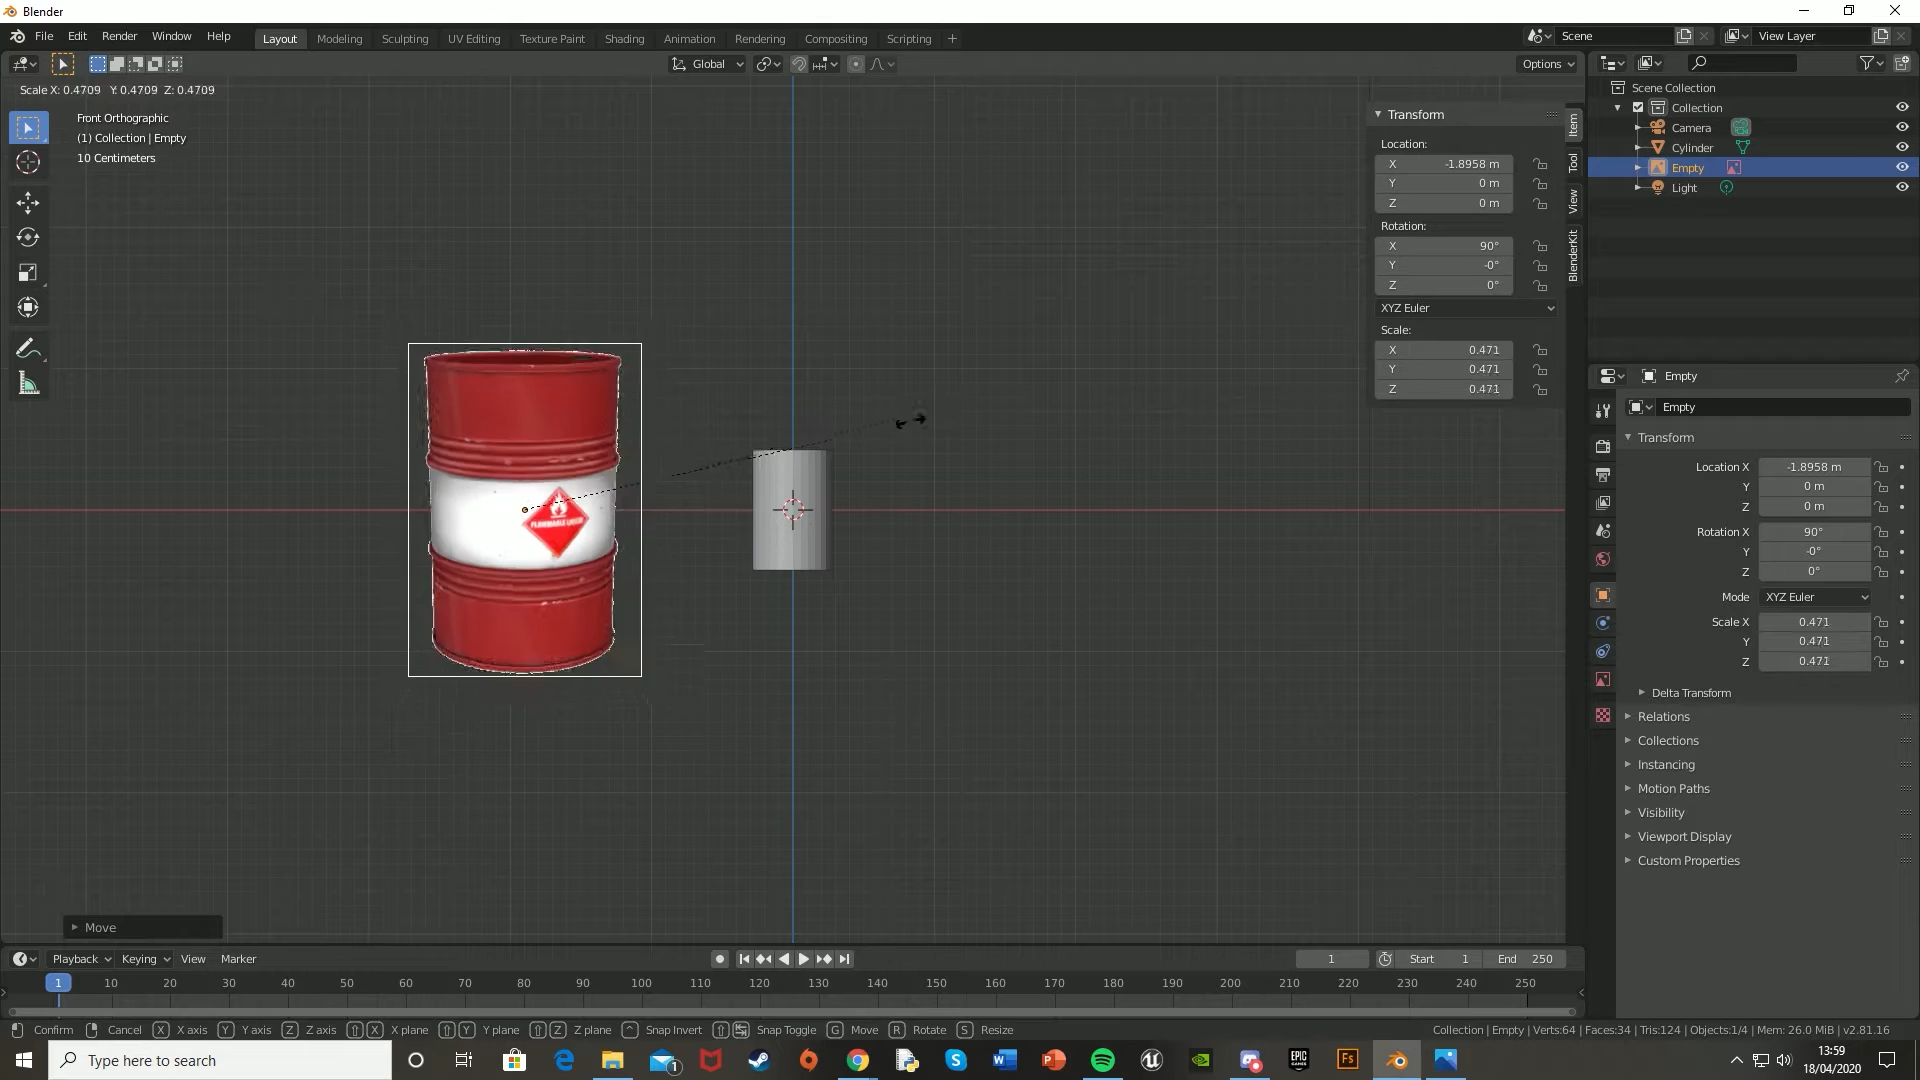 Blender
File Edit Render Window Help Layout Modeling Sculpting UV Editing Texture Paint Shading Animation Rendering Compositing Scripting + Scene View Layer
Global Options
Scale X: 0.4709 Y: 0.4709 Z: 0.4709
Front Orthographic
(1) Collection | Empty
10 Centimeters
Transform
Location:
X -1.8958 m
Y 0 m
Z 0 m
Rotation:
X 90°
Y -0°
Z 0°
XYZ Euler
Scale:
X 0.471
Y 0.471
Z 0.471
Item
Tool
View
BlenderKit
Scene Collection
Collection
Camera
Cylinder
Empty
Light
Empty
Empty
Transform
Location X -1.8958 m
Y 0 m
Z 0 m
Rotation X 90°
Y -0°
Z 0°
Mode XYZ Euler
Scale X 0.471
Y 0.471
Z 0.471
Delta Transform
Relations
Collections
Instancing
Motion Paths
Visibility
Viewport Display
Custom Properties
Move
Playback Keying View Marker 1 Start 1 End 250
1 10 20 30 40 50 60 70 80 90 100 110 120 130 140 150 160 170 180 190 200 210 220 230 240 250
Confirm Cancel X X axis Y Y axis Z Z axis X X plane Y Y plane Z Z plane Snap Invert Snap Toggle G Move R Rotate S Resize Collection | Empty | Verts:64 | Faces:34 | Tris:124 | Objects:1/4 | Mem: 26.0 MiB | v2.81.16
Type here to search
1
EPIC GAMES
Fs
13:59
18/04/2020